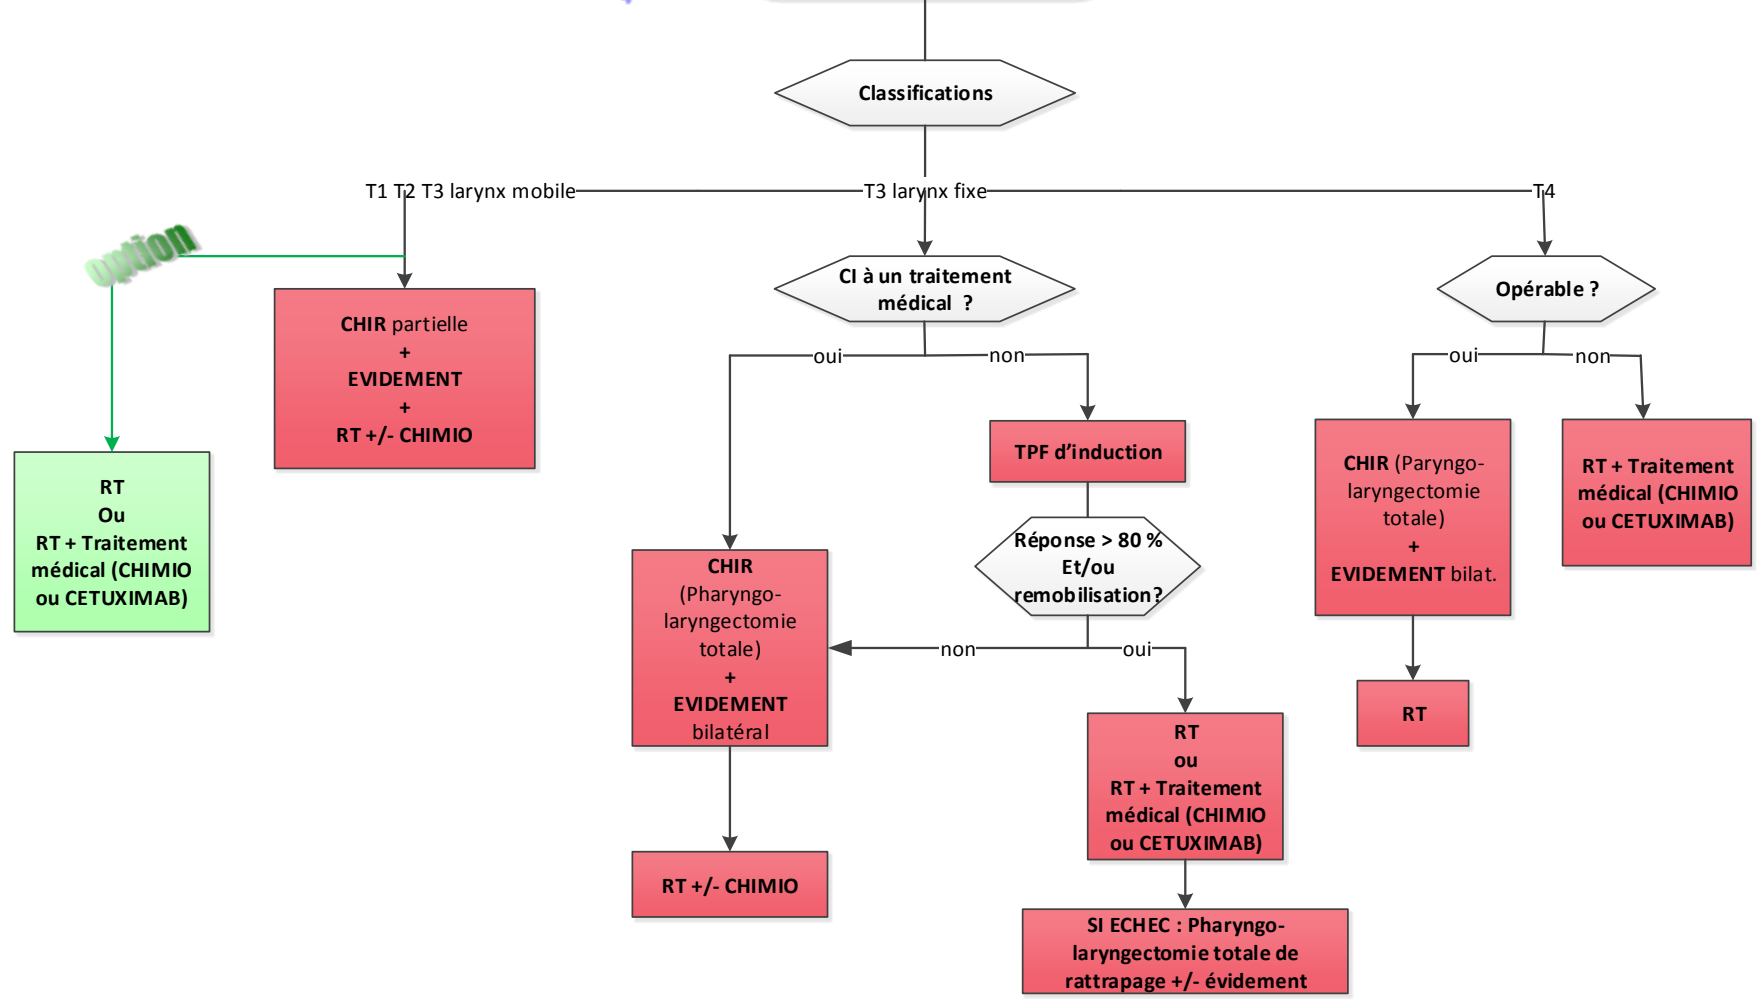 Classifications
T1 T2 T3 larynx mobile
T3 larynx fixe
T4
option
CHIR partielle
+
EVIDEMENT
+
RT +/- CHIMIO
RT
Ou
RT + Traitement
médical (CHIMIO
ou CETUXIMAB)
CI à un traitement
médical ?
oui
non
TPF d’induction
Réponse > 80 %
Et/ou
remobilisation?
non
oui
CHIR
(Pharyngo-
laryngectomie
totale)
+
EVIDEMENT
bilatéral
RT +/- CHIMIO
RT
ou
RT + Traitement
médical (CHIMIO
ou CETUXIMAB)
SI ECHEC : Pharyngo-
laryngectomie totale de
rattrapage +/- évidement
Opérable ?
oui
non
CHIR (Paryngo-
laryngectomie
totale)
+
EVIDEMENT bilat.
RT
RT + Traitement
médical (CHIMIO
ou CETUXIMAB)